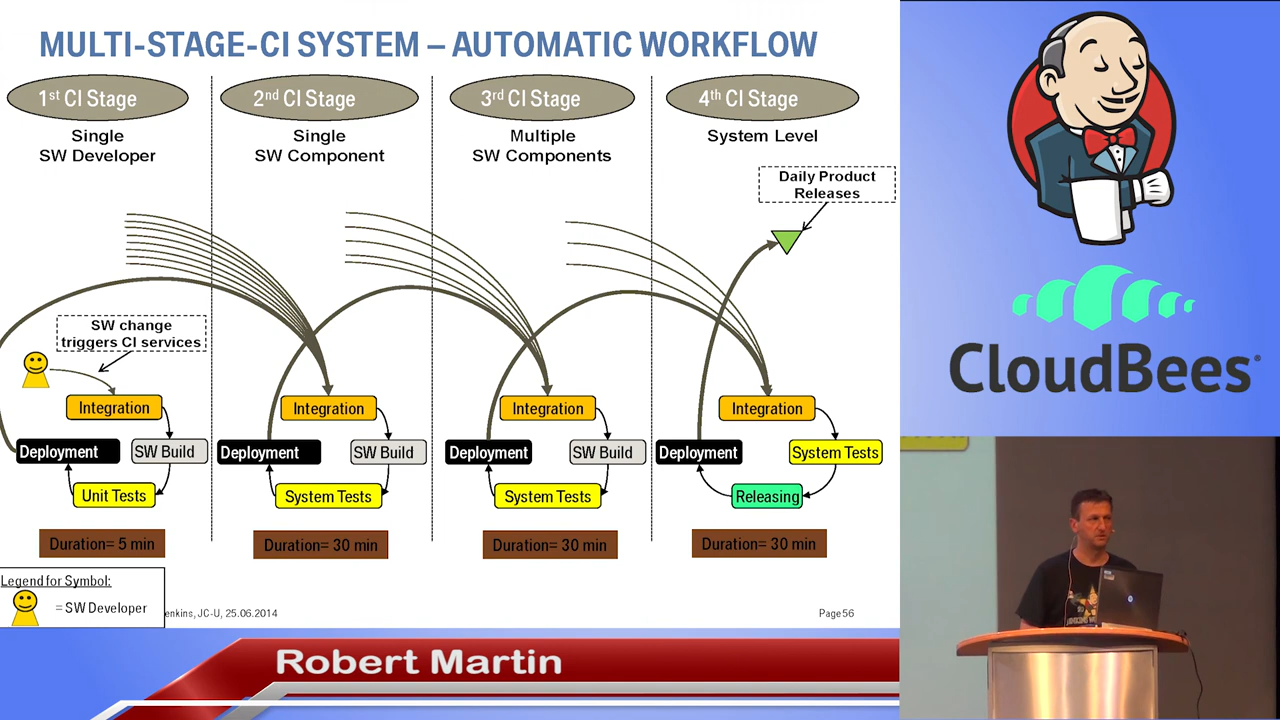 MULTI-STAGE-CI SYSTEM – AUTOMATIC WORKFLOW
1st CI Stage
2nd CI Stage
3rd CI Stage
4th CI Stage
Single
SW Developer
Single
SW Component
Multiple
SW Components
System Level
Daily Product
Releases
SW change
triggers CI services
Integration
Deployment
SW Build
Unit Tests
Integration
Deployment
SW Build
System Tests
Integration
Deployment
SW Build
System Tests
Integration
Deployment
System Tests
Releasing
Duration= 5 min
Duration= 30 min
Duration= 30 min
Duration= 30 min
Legend for Symbol:
= SW Developer
enkins, JC-U, 25.06.2014
Page 56
Robert Martin
CloudBees